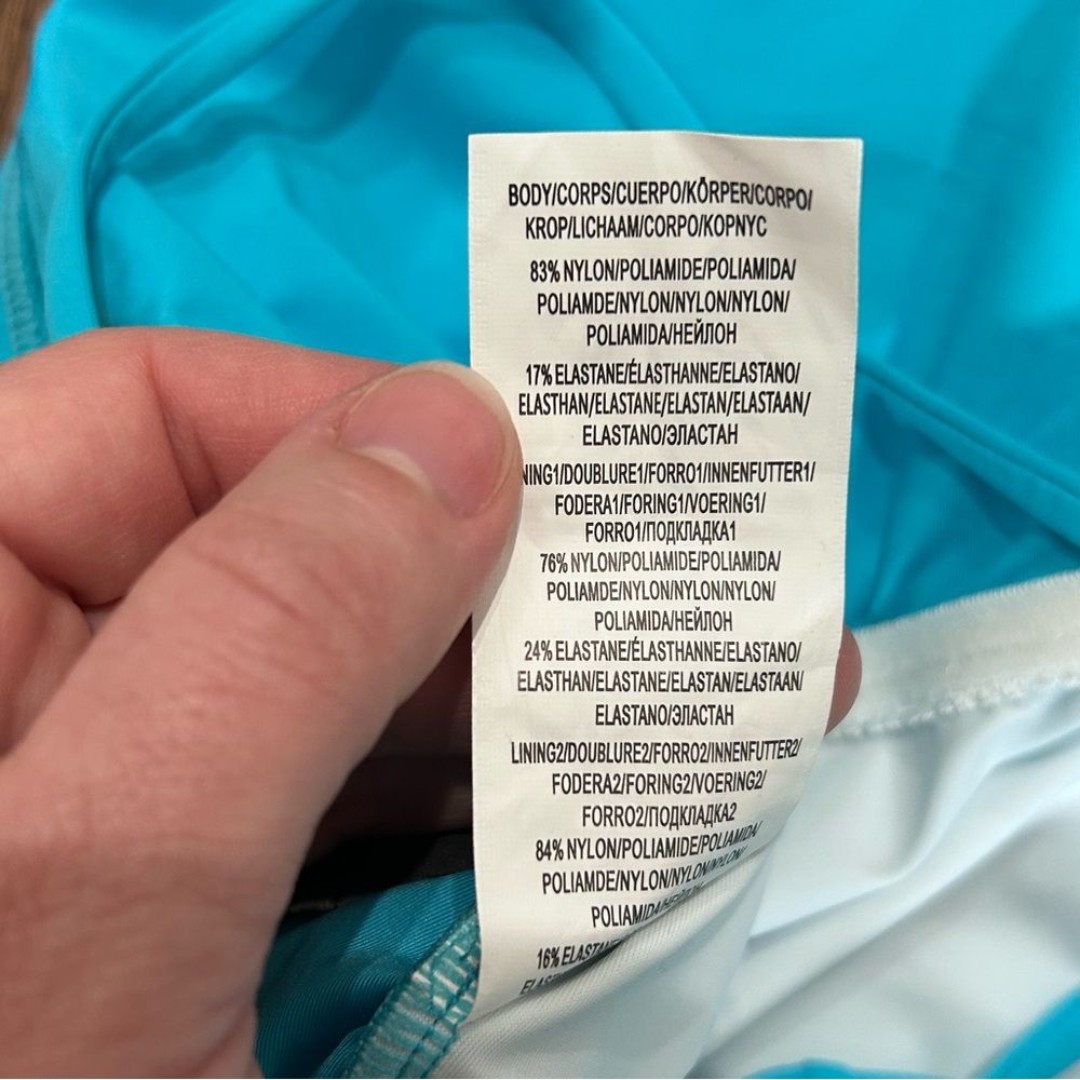 BODY/CORPS/CUERPO/KÖRPER/CORPO/
KROP/LICHAAM/CORPO/KOPNYC
83% NYLON/POLIAMIDE/POLIAMIDA/
POLIAMDE/NYLON/NYLON/NYLON/
POLIAMIDA/НЕЙЛОН
17% ELASTANE/ÉLASTHANNE/ELASTANO/
ELASTHAN/ELASTANE/ELASTAN/ELASTAAN/
ELASTANO/ЭЛАСТАН
NING1/DOUBLURE1/FORRO1/INNENFUTTER1/
FODERA1/FORING1/VOERING1/
FORRO1/ПОДКЛАДКА1
76% NYLON/POLIAMIDE/POLIAMIDA/
POLIAMDE/NYLON/NYLON/NYLON/
POLIAMIDA/НЕЙЛОН
24% ELASTANE/ÉLASTHANNE/ELASTANO/
ELASTHAN/ELASTANE/ELASTAN/ELASTAAN/
ELASTANO/ЭЛАСТАН
LINING2/DOUBLURE2/FORRO2/INNENFUTTER2/
FODERA2/FORING2/VOERING2/
FORRO2/ПОДКЛАДКА2
84% NYLON/POLIAMIDE/POLIAMIDA/
POLIAMDE/NYLON/NYLON/NYLON/
POLIAMIDA/
16% ELASTANE